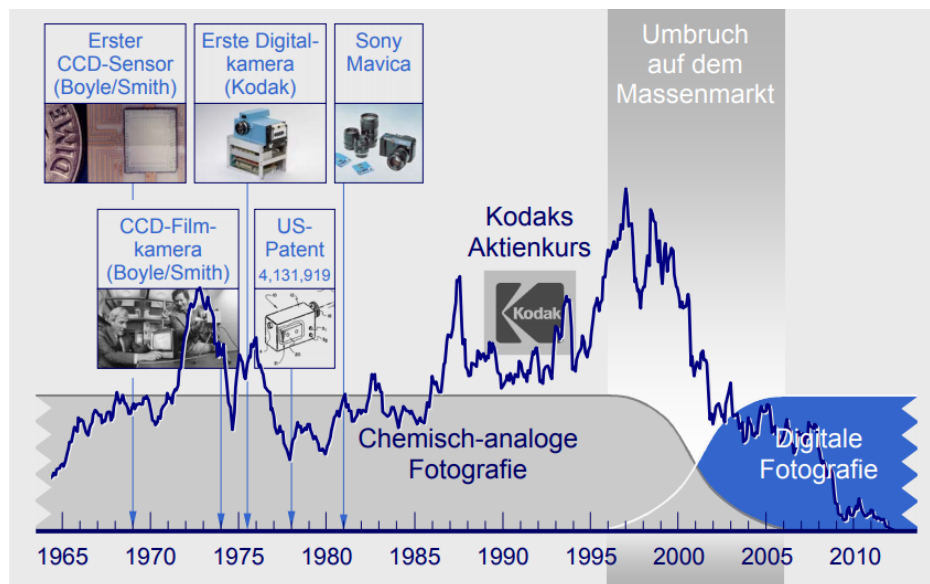 Erster
CCD-Sensor
(Boyle/Smith)
Erste Digital-
kamera
(Kodak)
Sony
Mavica
Umbruch
auf dem
Massenmarkt
DIME
CCD-Film-
kamera
(Boyle/Smith)
US-
Patent
4,131,919
Kodaks
Aktienkurs
Kodak
Chemisch-analoge
Fotografie
Digitale
Fotografie
1965 1970 1975 1980 1985 1990 1995 2000 2005 2010